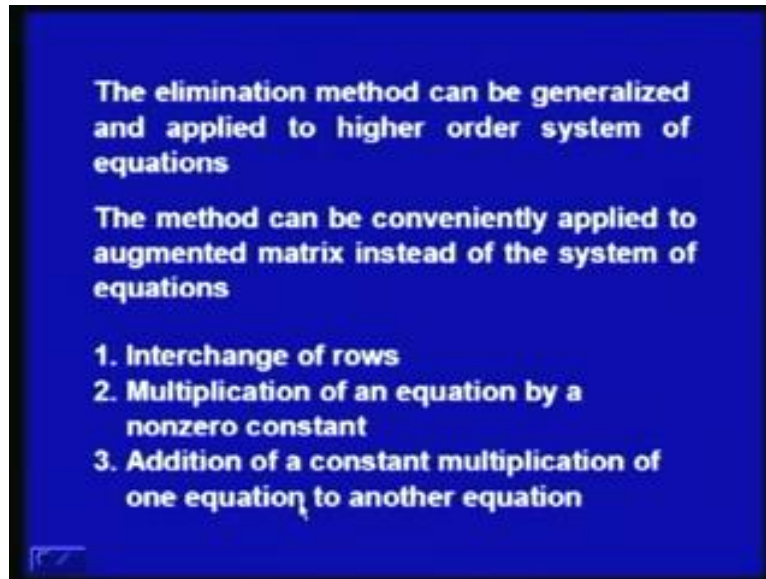 The elimination method can be generalized
and applied to higher order system of
equations
The method can be conveniently applied to
augmented matrix instead of the system of
equations
1. Interchange of rows
2. Multiplication of an equation by a
nonzero constant
3. Addition of a constant multiplication of
one equation to another equation